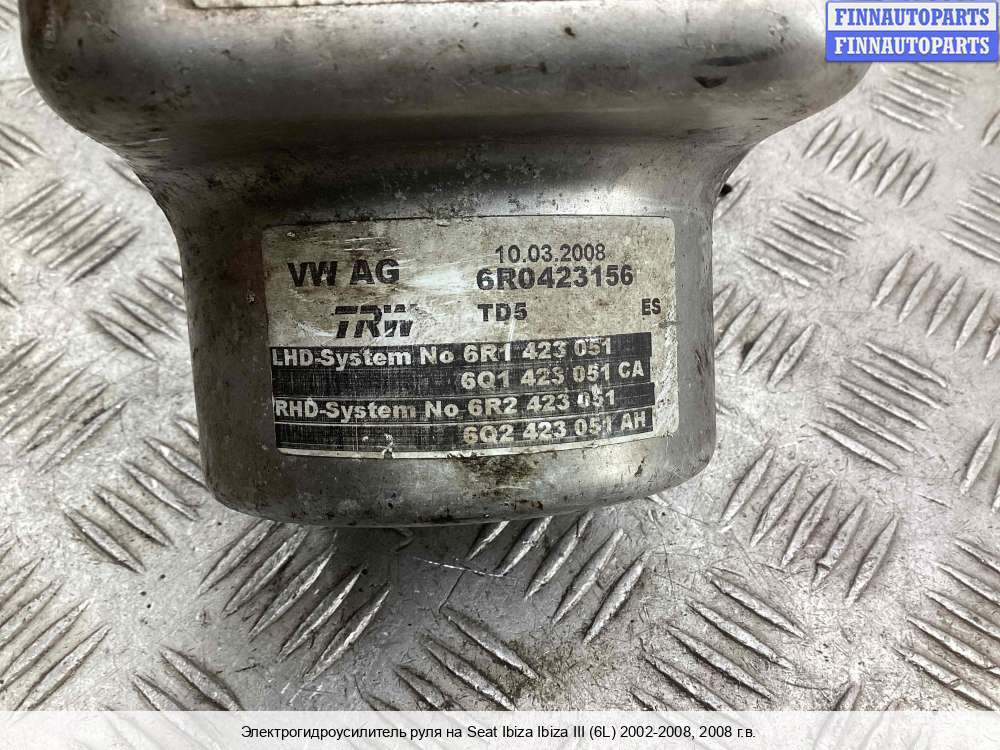 FINNAUTOPARTS
FINNAUTOPARTS
10.03.2008
VW AG 6R0423156
TRW TD5 ES
LHD-System No 6R1 423 051
6Q1 423 051 CA
RHD-System No 6R2 423 051
6Q2 423 051 AH
Электрогидроусилитель руля на Seat Ibiza Ibiza III (6L) 2002-2008, 2008 г.в.